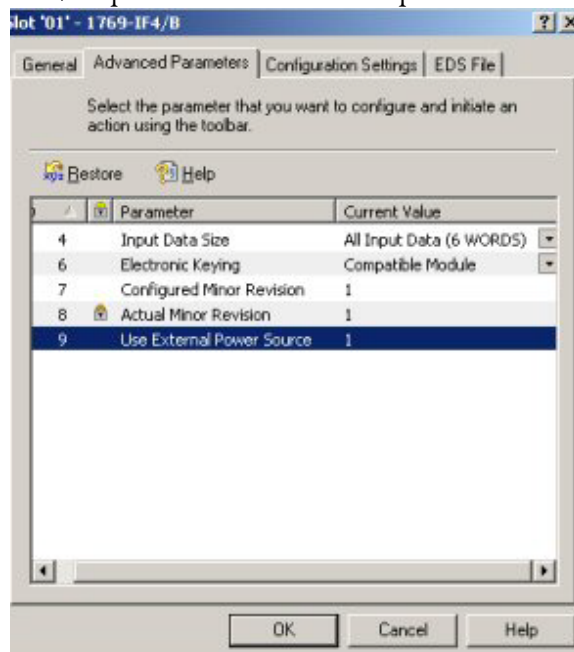 Slot '01' - 1769-IF4/B
General Advanced Parameters Configuration Settings EDS File
Select the parameter that you want to configure and initiate an
action using the toolbar.
Restore Help
Parameter Current Value
4 Input Data Size All Input Data (6 WORDS)
6 Electronic Keying Compatible Module
7 Configured Minor Revision 1
8 Actual Minor Revision 1
9 Use External Power Source 1
OK Cancel Help